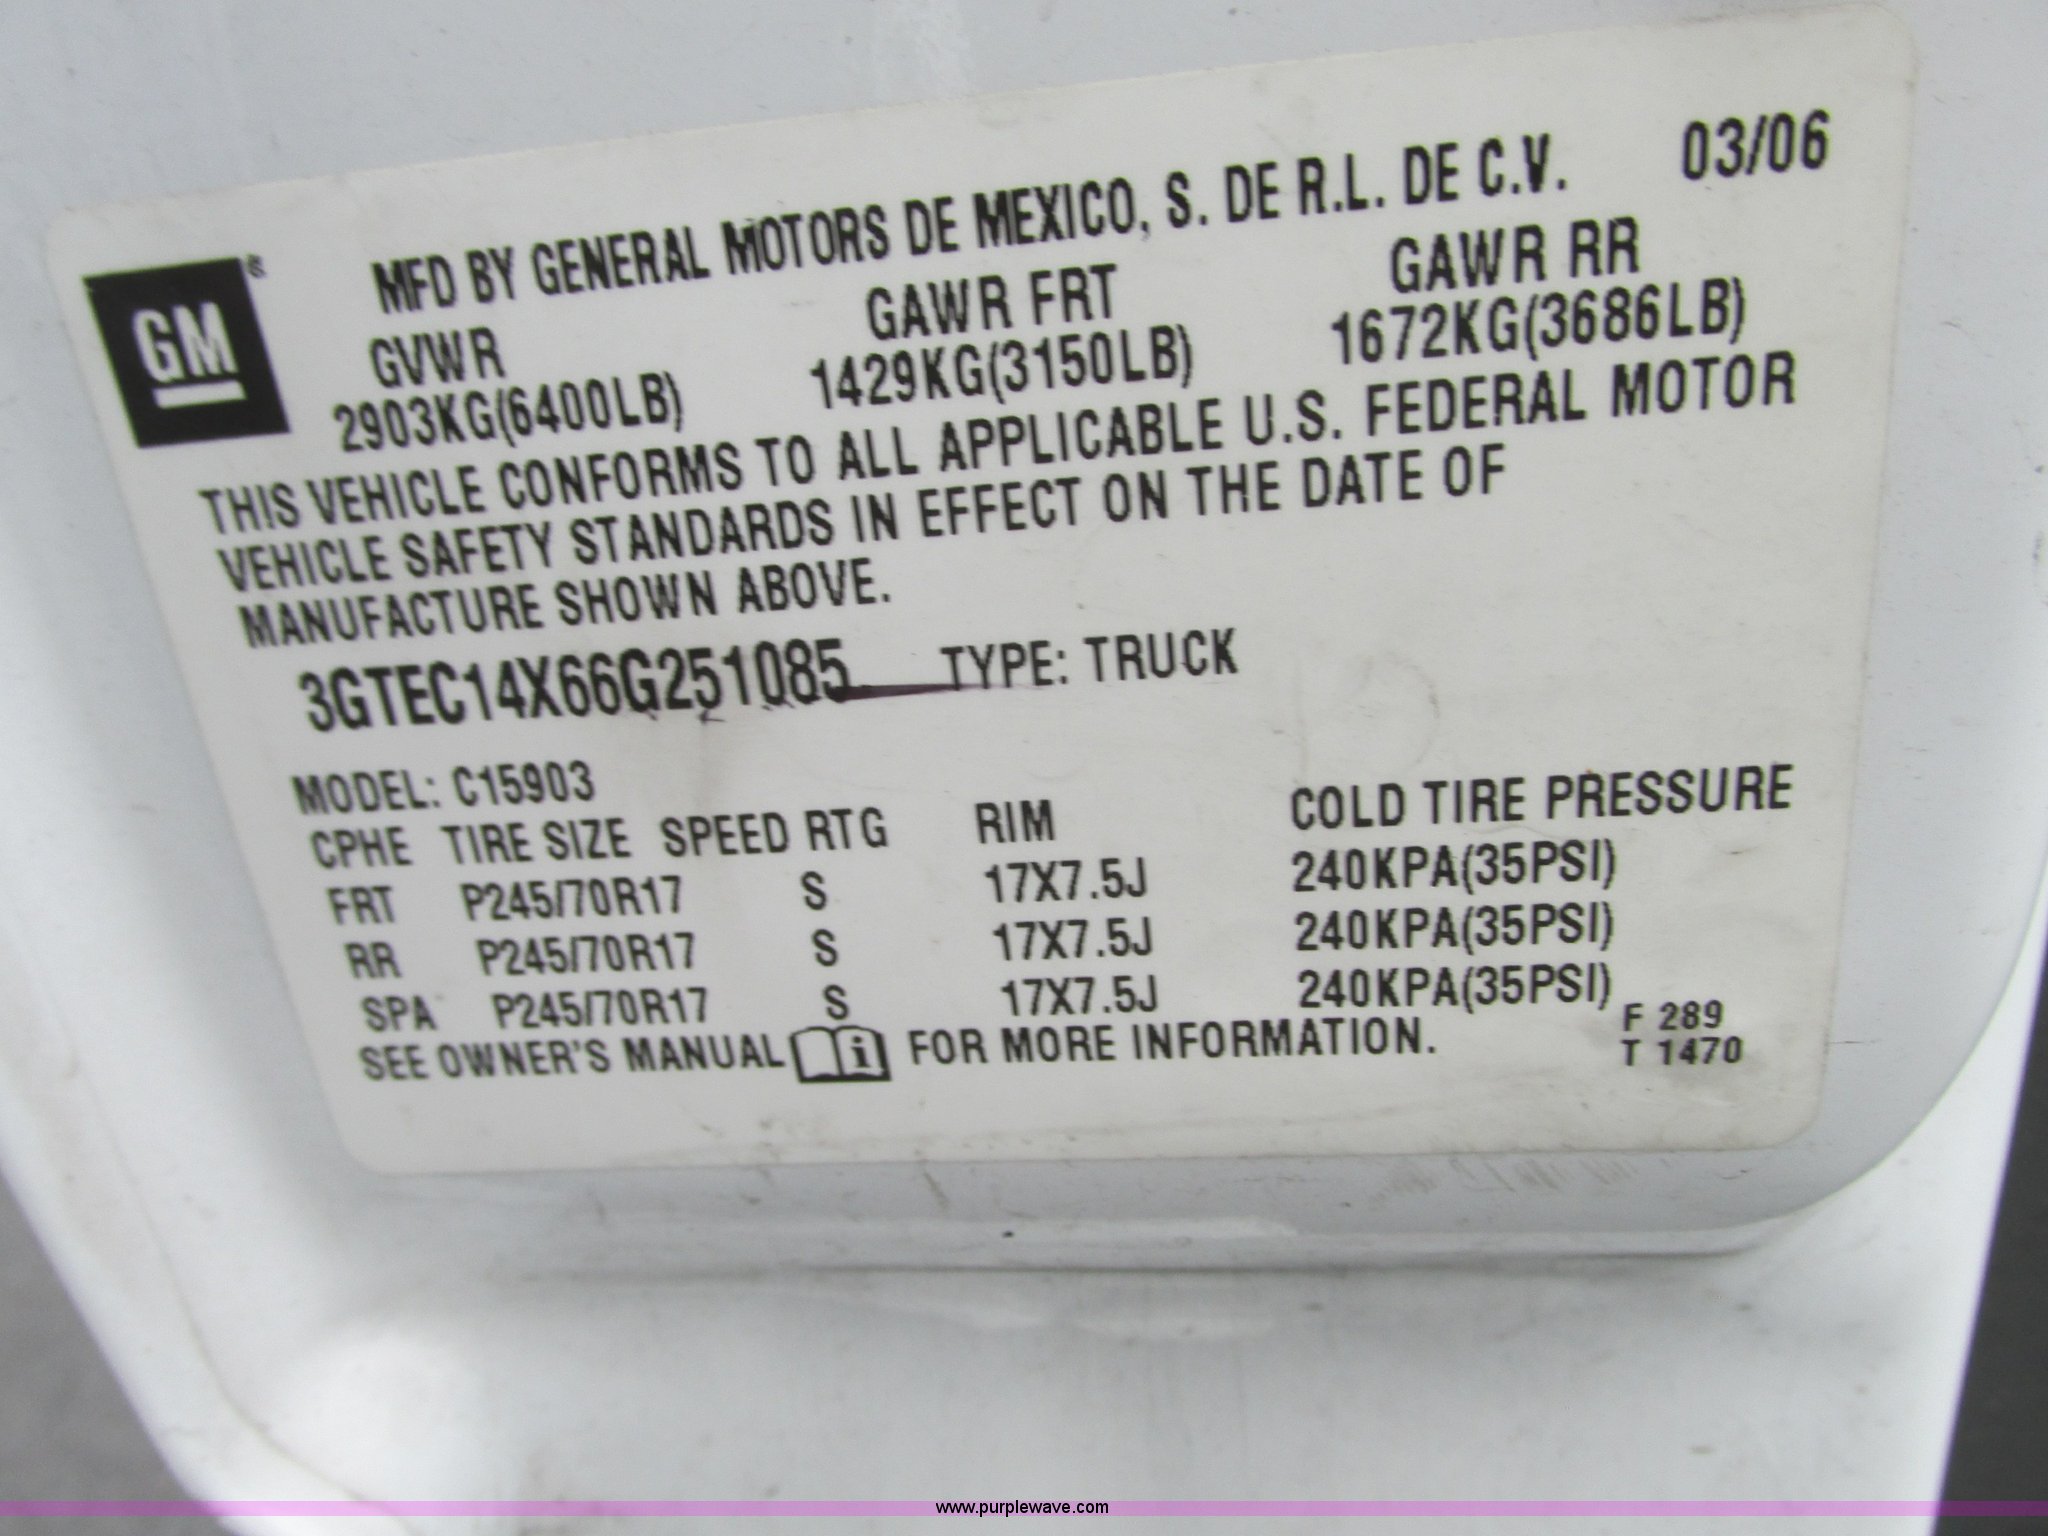 MFD BY GENERAL MOTORS DE MEXICO, S. DE R.L. DE C.V. 03/06
GM®
GVWR GAWR FRT GAWR RR
2903KG(6400LB) 1429KG(3150LB) 1672KG(3686LB)
THIS VEHICLE CONFORMS TO ALL APPLICABLE U.S. FEDERAL MOTOR
VEHICLE SAFETY STANDARDS IN EFFECT ON THE DATE OF
MANUFACTURE SHOWN ABOVE.
3GTEC14X66G251085 TYPE: TRUCK
MODEL: C15903
CPHE TIRE SIZE SPEED RTG RIM COLD TIRE PRESSURE
FRT P245/70R17 S 17X7.5J 240KPA(35PSI)
RR P245/70R17 S 17X7.5J 240KPA(35PSI)
SPA P245/70R17 S 17X7.5J 240KPA(35PSI)
SEE OWNER'S MANUAL i FOR MORE INFORMATION.
F 289
T 1470
www.purplewave.com